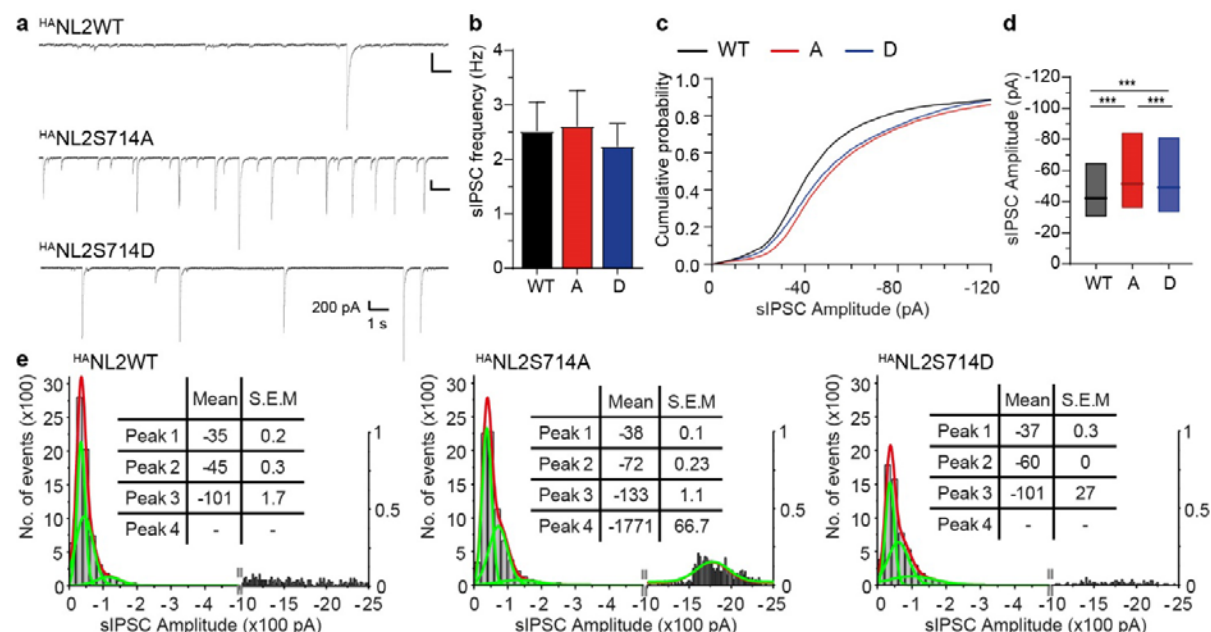 a
HANL2WT
HANL2S714A
HANL2S714D
200 pA
1 s
b
sIPSC frequency (Hz)
4
3
2
1
0
WT A D
c
WT A D
Cumulative probability
1.0
0.8
0.6
0.4
0.2
0.0
0 -40 -80 -120
sIPSC Amplitude (pA)
d
sIPSC Amplitude (pA)
-120
-100
-80
-60
-40
-20
0
***
*** ***
WT A D
e
HANL2WT
No. of events (x100)
30
25
20
15
10
5
0
Mean S.E.M
Peak 1 -35 0.2
Peak 2 -45 0.3
Peak 3 -101 1.7
Peak 4 - -
1
0.5
0
0 -1 -2 -3 -4 -10 -15 -20 -25
sIPSC Amplitude (x100 pA)
HANL2S714A
No. of events (x100)
30
25
20
15
10
5
0
Mean S.E.M
Peak 1 -38 0.1
Peak 2 -72 0.23
Peak 3 -133 1.1
Peak 4 -1771 66.7
1
0.5
0
0 -1 -2 -3 -4 -10 -15 -20 -25
sIPSC Amplitude (x100 pA)
HANL2S714D
No. of events (x100)
30
25
20
15
10
5
0
Mean S.E.M
Peak 1 -37 0.3
Peak 2 -60 0
Peak 3 -101 27
Peak 4 - -
1
0.5
0
0 -1 -2 -3 -4 -15 -20 -25
sIPSC Amplitude (x100 pA)